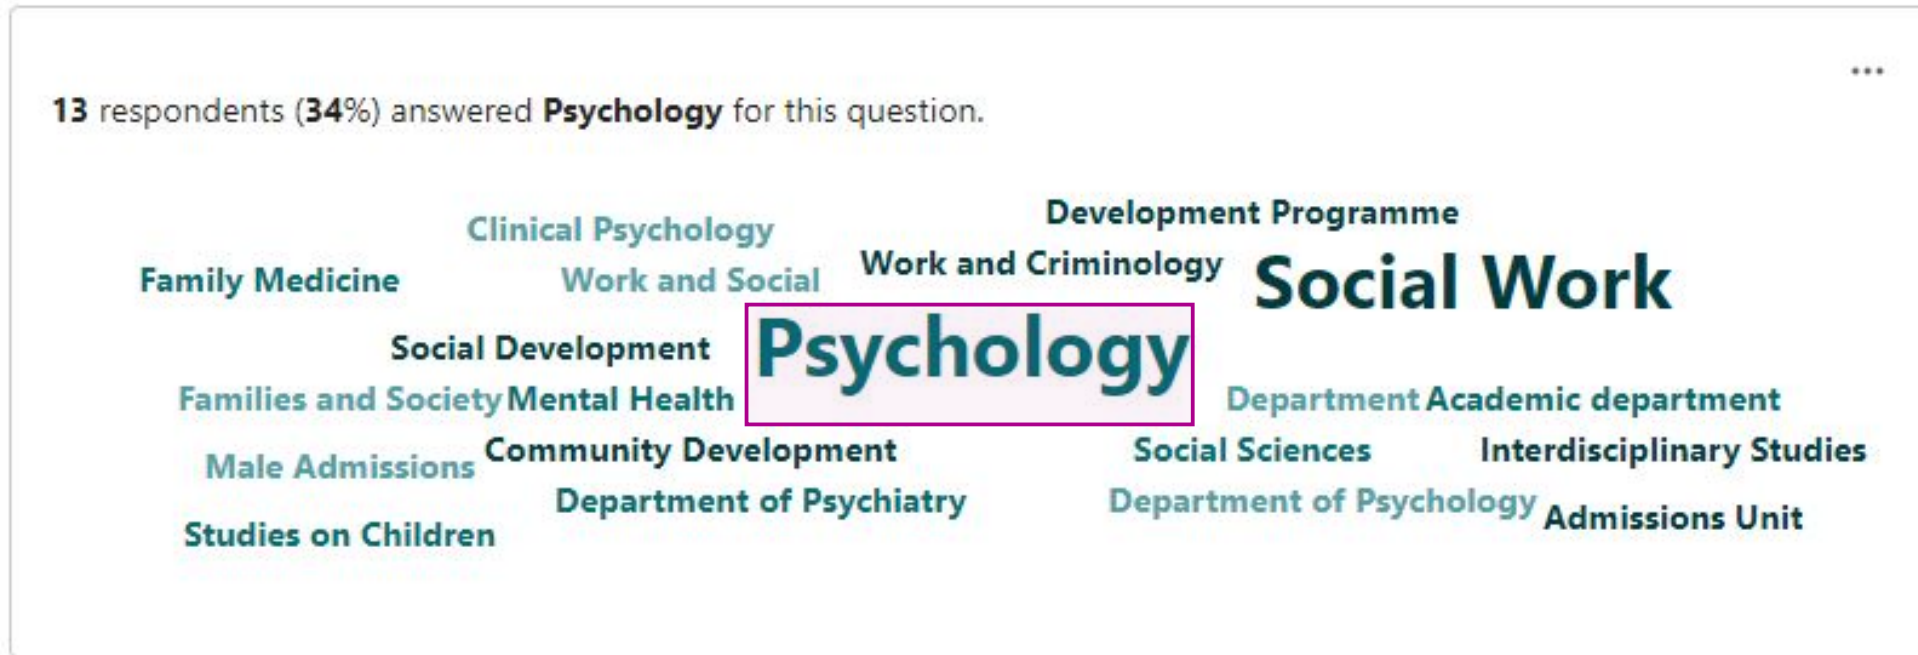 13 respondents (34%) answered Psychology for this question.
Development Programme
Clinical Psychology
Work and Criminology
Social Work
Family Medicine
Work and Social
Social Development
Psychology
Families and Society
Mental Health
Department
Academic department
Male Admissions
Community Development
Social Sciences
Interdisciplinary Studies
Department of Psychiatry
Department of Psychology
Admissions Unit
Studies on Children